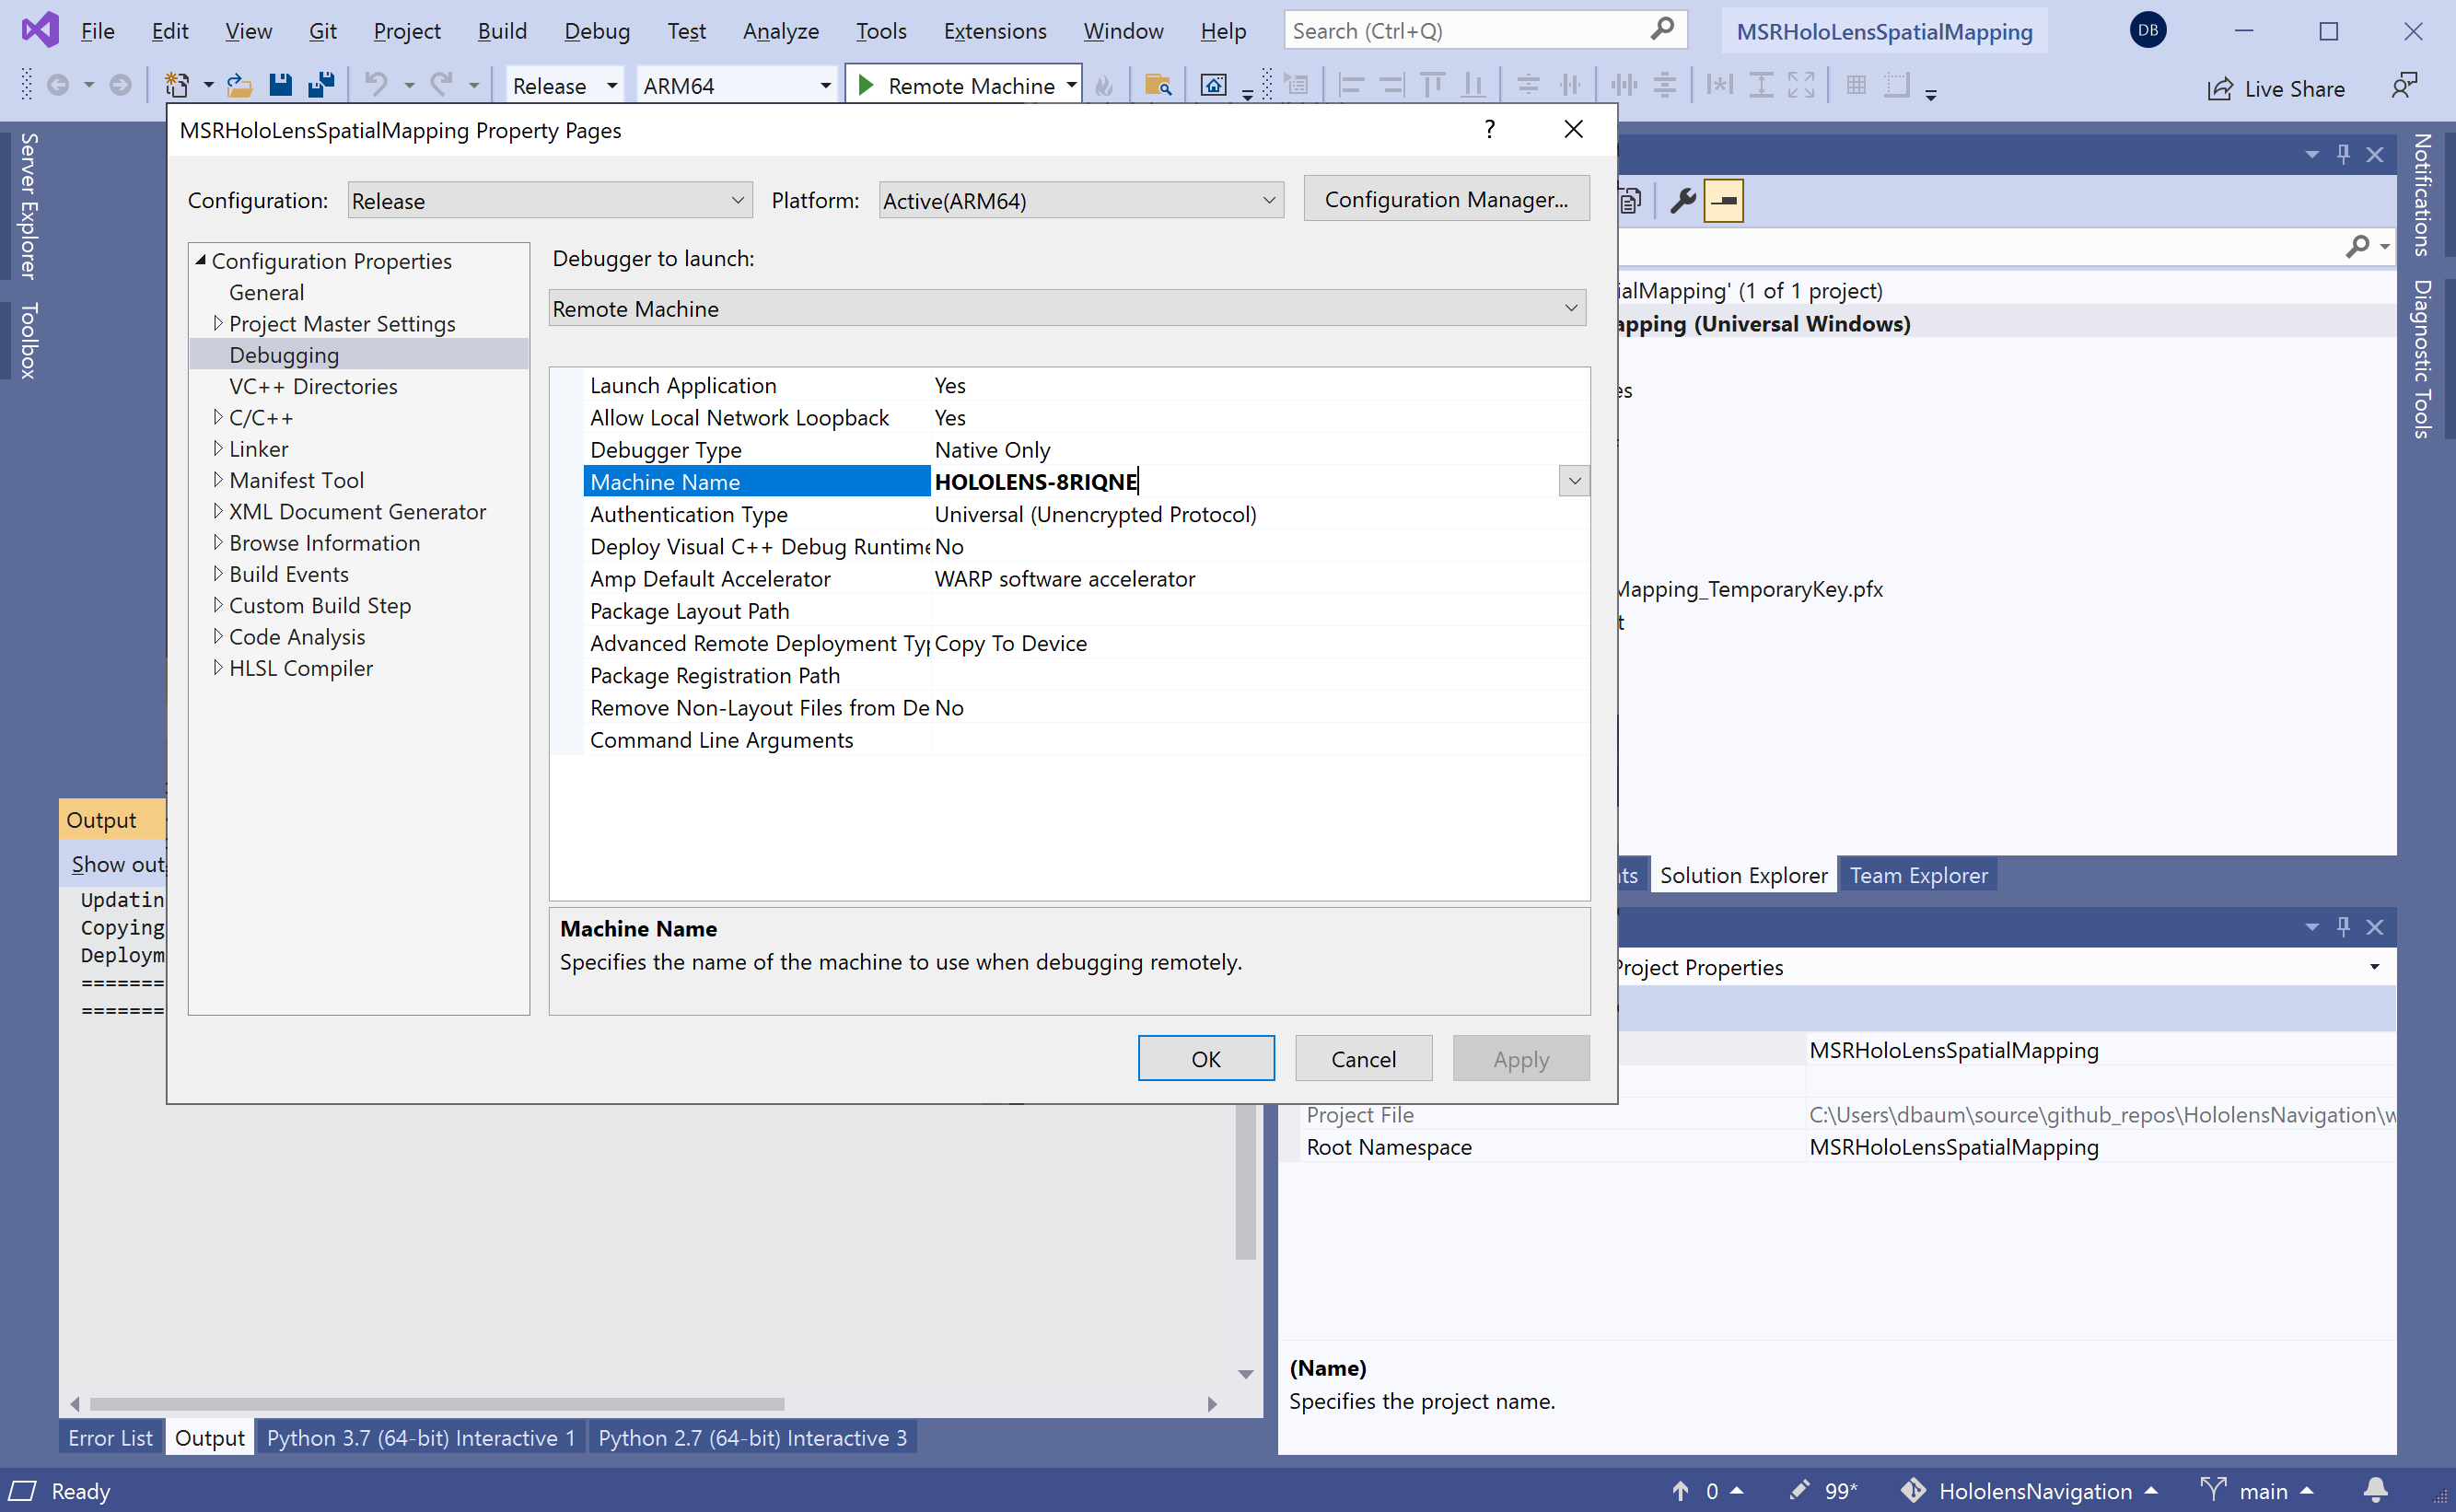 File Edit View Git Project Build Debug Test Analyze Tools Extensions Window Help Search (Ctrl+Q) MSRHoloLensSpatialMapping DB
Release ARM64 Remote Machine Live Share
MSRHoloLensSpatialMapping Property Pages ?
Configuration: Release Platform: Active(ARM64) Configuration Manager...
Configuration Properties
General
Project Master Settings
Debugging
VC++ Directories
C/C++
Linker
Manifest Tool
XML Document Generator
Browse Information
Build Events
Custom Build Step
Code Analysis
HLSL Compiler
Debugger to launch:
Remote Machine
Launch Application Yes
Allow Local Network Loopback Yes
Debugger Type Native Only
Machine Name HOLOLENS-8RIQNE
Authentication Type Universal (Unencrypted Protocol)
Deploy Visual C++ Debug Runtime No
Amp Default Accelerator WARP software accelerator
Package Layout Path
Advanced Remote Deployment Typ Copy To Device
Package Registration Path
Remove Non-Layout Files from De No
Command Line Arguments
Machine Name
Specifies the name of the machine to use when debugging remotely.
OK Cancel Apply
Server Explorer
Toolbox
Notifications
Diagnostic Tools
ialMapping' (1 of 1 project)
apping (Universal Windows)
es
Mapping_TemporaryKey.pfx
t
ts Solution Explorer Team Explorer
Project Properties
MSRHoloLensSpatialMapping
Project File C:\Users\dbaum\source\github_repos\HololensNavigation\w
Root Namespace MSRHoloLensSpatialMapping
(Name)
Specifies the project name.
Output
Show out
Updatin
Copying
Deploym
=======
=======
Error List Output Python 3.7 (64-bit) Interactive 1 Python 2.7 (64-bit) Interactive 3
Ready 0 99* HololensNavigation main